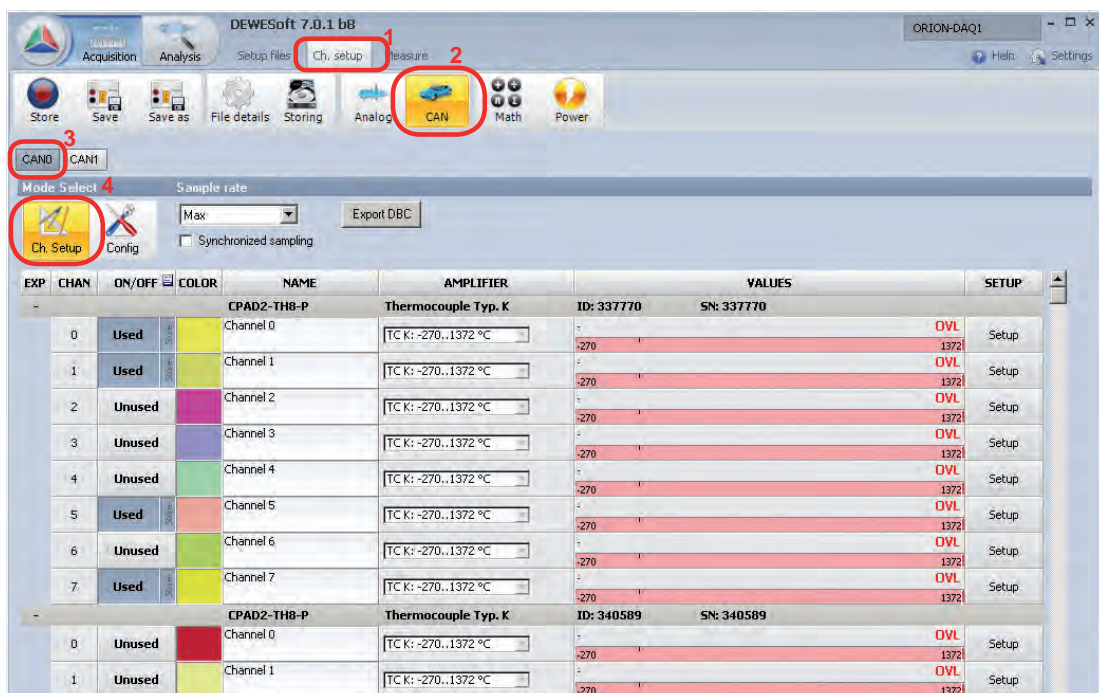 DEWESoft 7.0.1 b8
ORION-DAQ1
1
Acquisition Analysis Setup files Ch. setup Measure Help Settings
2
Store Save Save as File details Storing Analog CAN Math Power
3
CAN0 CAN1
Mode Select 4 Sample rate
Max Export DBC
Synchronized sampling
Ch. Setup Config
EXP CHAN ON/OFF COLOR NAME AMPLIFIER VALUES SETUP
- CPAD2-TH8-P Thermocouple Typ. K ID: 337770 SN: 337770
0 Used Channel 0 TC K: -270..1372 °C - OVL Setup
-270 1372
1 Used Channel 1 TC K: -270..1372 °C - OVL Setup
-270 1372
2 Unused Channel 2 TC K: -270..1372 °C - OVL Setup
-270 1372
3 Unused Channel 3 TC K: -270..1372 °C - OVL Setup
-270 1372
4 Unused Channel 4 TC K: -270..1372 °C - OVL Setup
-270 1372
5 Used Channel 5 TC K: -270..1372 °C - OVL Setup
-270 1372
6 Unused Channel 6 TC K: -270..1372 °C - OVL Setup
-270 1372
7 Used Channel 7 TC K: -270..1372 °C - OVL Setup
-270 1372
- CPAD2-TH8-P Thermocouple Typ. K ID: 340589 SN: 340589
0 Unused Channel 0 TC K: -270..1372 °C - OVL Setup
-270 1372
1 Unused Channel 1 TC K: -270..1372 °C - OVL Setup
-270 1372